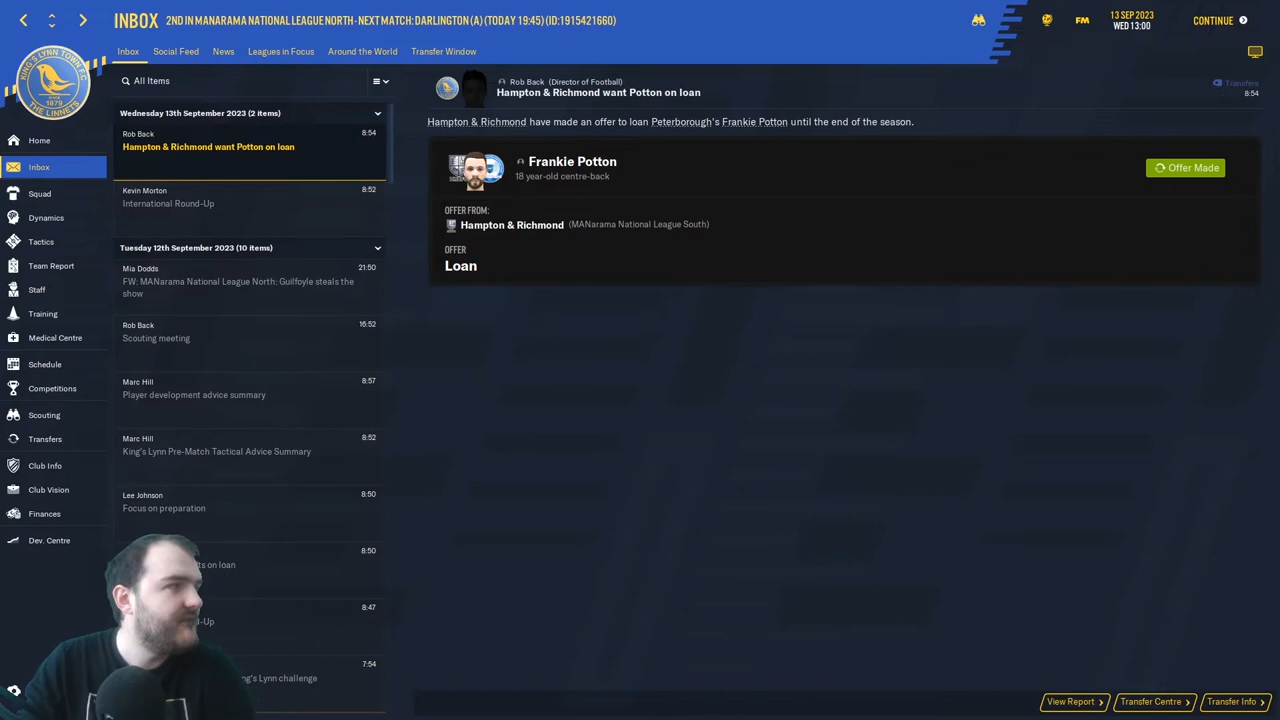 INBOX
2ND IN MANARAMA NATIONAL LEAGUE NORTH - NEXT MATCH: DARLINGTON (A) (TODAY 19:45) (ID:1915421660)
FM
13 SEP 2023
WED 13:00
CONTINUE
Inbox
Social Feed
News
Leagues in Focus
Around the World
Transfer Window
KING'S LYNN TOWN F.C
SINCE
1879
THE LINNETS
Home
Inbox
Squad
Dynamics
Tactics
Team Report
Staff
Training
Medical Centre
Schedule
Competitions
Scouting
Transfers
Club Info
Club Vision
Finances
Dev. Centre
All Items
Wednesday 13th September 2023 (2 items)
Rob Back 8:54
Hampton & Richmond want Potton on loan
Kevin Morton 8:52
International Round-Up
Tuesday 12th September 2023 (10 items)
Mia Dodds 21:50
FW: MANarama National League North: Guilfoyle steals the
show
Rob Back 16:52
Scouting meeting
Marc Hill 8:57
Player development advice summary
Marc Hill 8:52
King's Lynn Pre-Match Tactical Advice Summary
Lee Johnson 8:50
Focus on preparation
8:50
on loan
8:47
-Up
7:54
Lynn challenge
Rob Back (Director of Football)
Hampton & Richmond want Potton on loan
Transfers
8:54
Hampton & Richmond have made an offer to loan Peterborough's Frankie Potton until the end of the season.
Frankie Potton
18 year-old centre-back
Offer Made
OFFER FROM:
Hampton & Richmond (MANarama National League South)
OFFER
Loan
View Report
Transfer Centre
Transfer Info